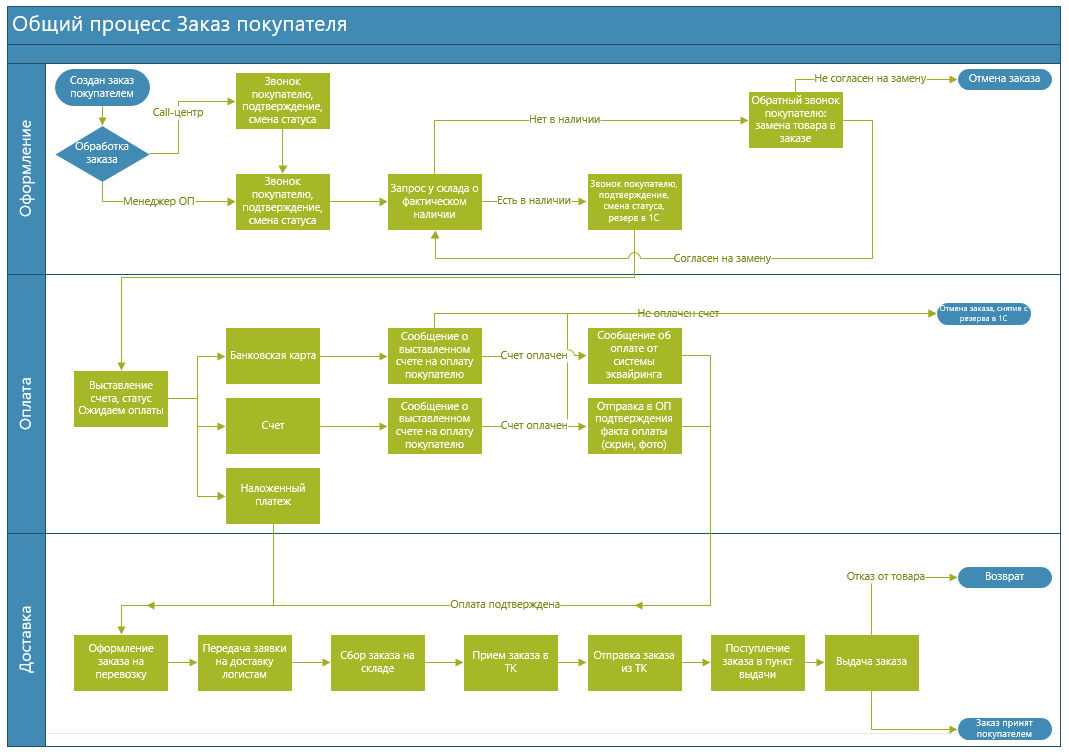 Общий процесс Заказ покупателя
Оформление
Создан заказ
покупателем
Обработка
заказа
Call-центр
Менеджер ОП
Звонок
покупателю,
подтверждение,
смена статуса
Звонок
покупателю,
подтверждение,
смена статуса
Запрос у склада о
фактическом
наличии
Нет в наличии
Есть в наличии
Звонок покупателю,
подтверждение,
смена статуса,
резерв в 1С
Обратный звонок
покупателю:
замена товара в
заказе
Не согласен на замену
Отмена заказа
Согласен на замену
Оплата
Выставление
счета, статус
Ожидаем оплаты
Банковская карта
Счет
Наложенный
платеж
Сообщение о
выставленном
счете на оплату
покупателю
Сообщение о
выставленном
счете на оплату
покупателю
Не оплачен счет
Счет оплачен
Счет оплачен
Сообщение об
оплате от
системы
эквайринга
Отправка в ОП
подтверждения
факта оплаты
(скрин, фото)
Отмена заказа, снятие с
резерва в 1С
Доставка
Оплата подтверждена
Оформление
заказа на
перевозку
Передача заявки
на доставку
логистам
Сбор заказа на
складе
Прием заказа в
ТК
Отправка заказа
из ТК
Поступление
заказа в пункт
выдачи
Выдача заказа
Отказ от товара
Возврат
Заказ принят
покупателем